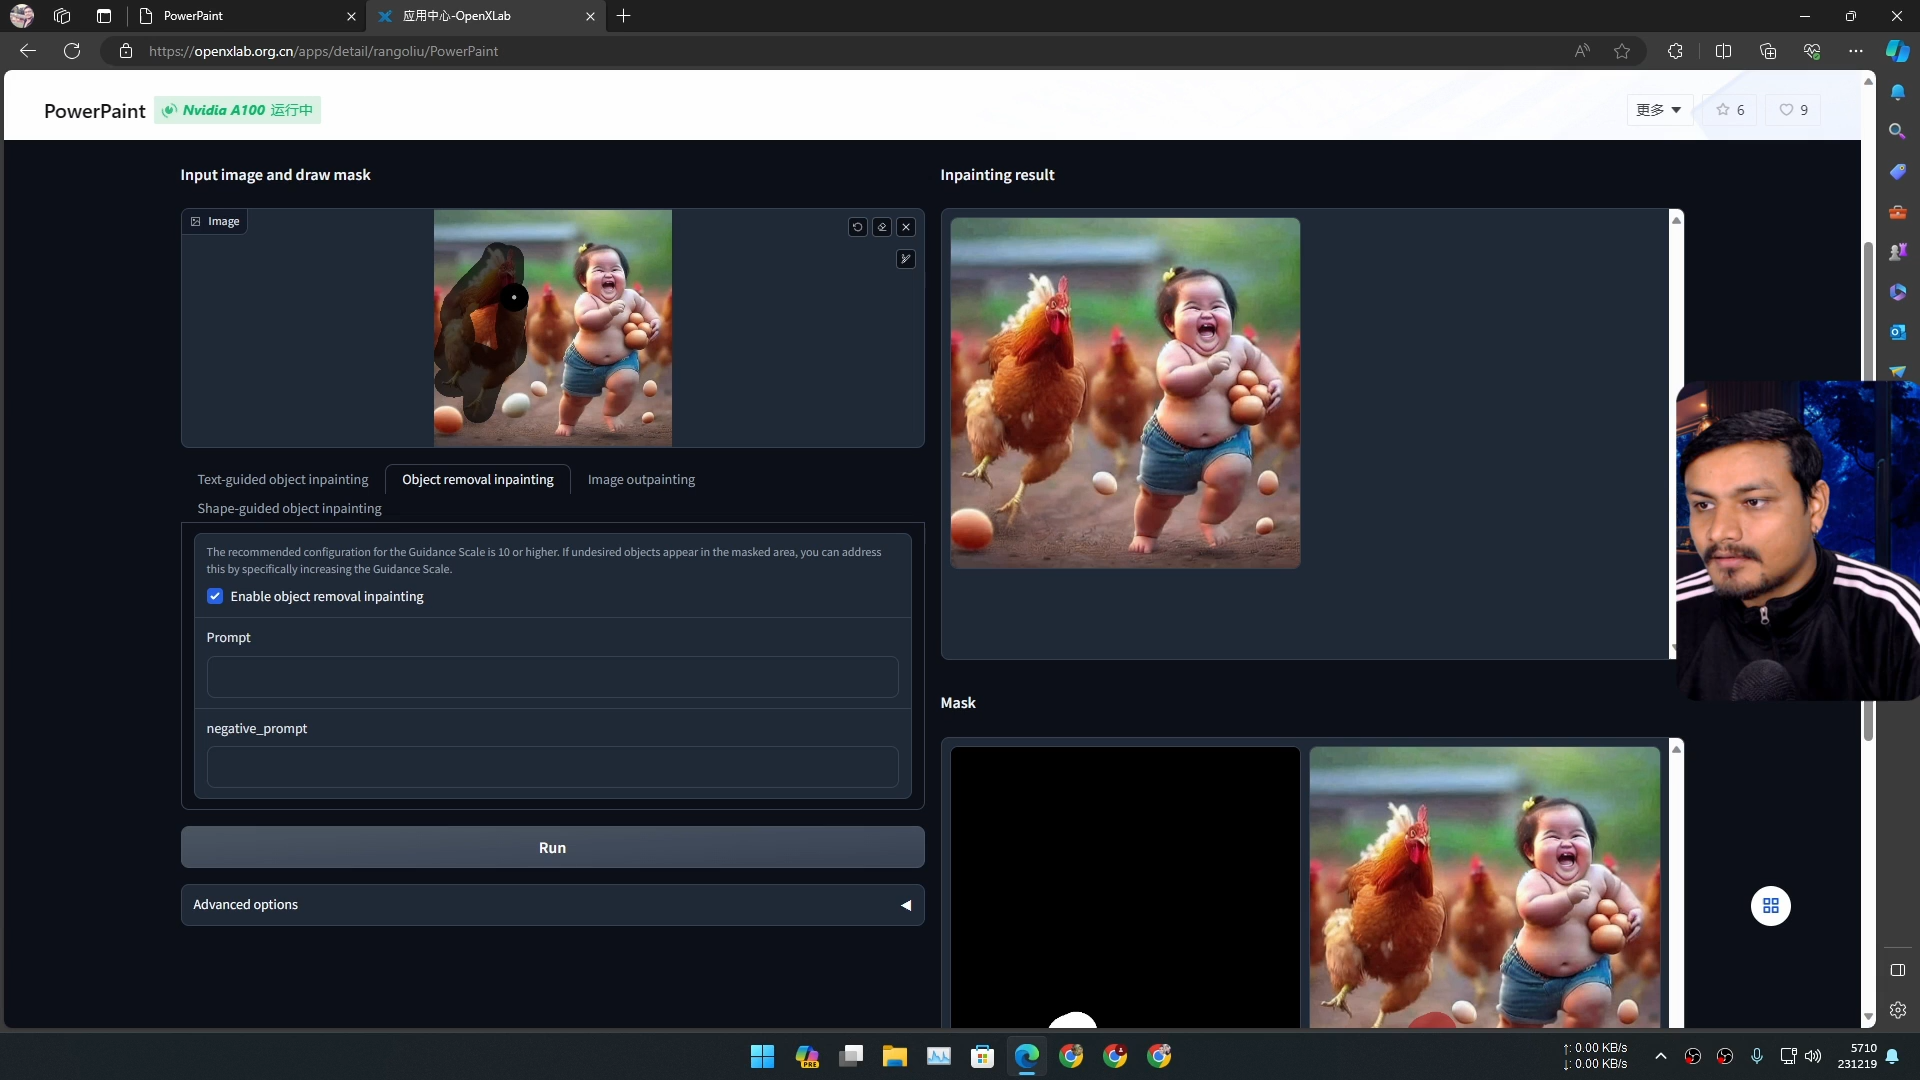 PowerPaint
应用中心-OpenXLab
https://openxlab.org.cn/apps/detail/rangoliu/PowerPaint
PowerPaint
Nvidia A100 运行中
更多
6
9
Input image and draw mask
Image
Text-guided object inpainting
Object removal inpainting
Image outpainting
Shape-guided object inpainting
The recommended configuration for the Guidance Scale is 10 or higher. If undesired objects appear in the masked area, you can address
this by specifically increasing the Guidance Scale.
Enable object removal inpainting
Prompt
negative_prompt
Run
Advanced options
Inpainting result
Mask
PRE
↑: 0.00 KB/s
↓: 0.00 KB/s
5710
231219